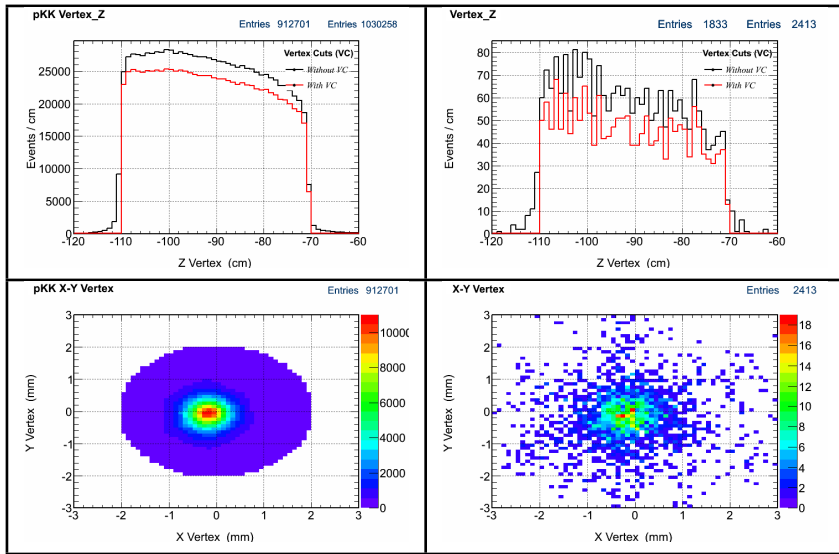 pKK Vertex_Z
Entries 912701 Entries 1030258
Vertex Cuts (VC)
Without VC
With VC
Events / cm
25000
20000
15000
10000
5000
0
-120 -110 -100 -90 -80 -70 -60
Z Vertex (cm)
Vertex_Z
Entries 1833 Entries 2413
Vertex Cuts (VC)
Without VC
With VC
Events / cm
80
70
60
50
40
30
20
10
0
-120 -110 -100 -90 -80 -70 -60
Z Vertex (cm)
pKK X-Y Vertex
Entries 912701
Y Vertex (mm)
3
2
1
0
-1
-2
-3
-3 -2 -1 0 1 2 3
X Vertex (mm)
1000
8000
6000
4000
2000
0
X-Y Vertex
Entries 2413
Y Vertex (mm)
3
2
1
0
-1
-2
-3
-3 -2 -1 0 1 2 3
X Vertex (mm)
18
16
14
12
10
8
6
4
2
0